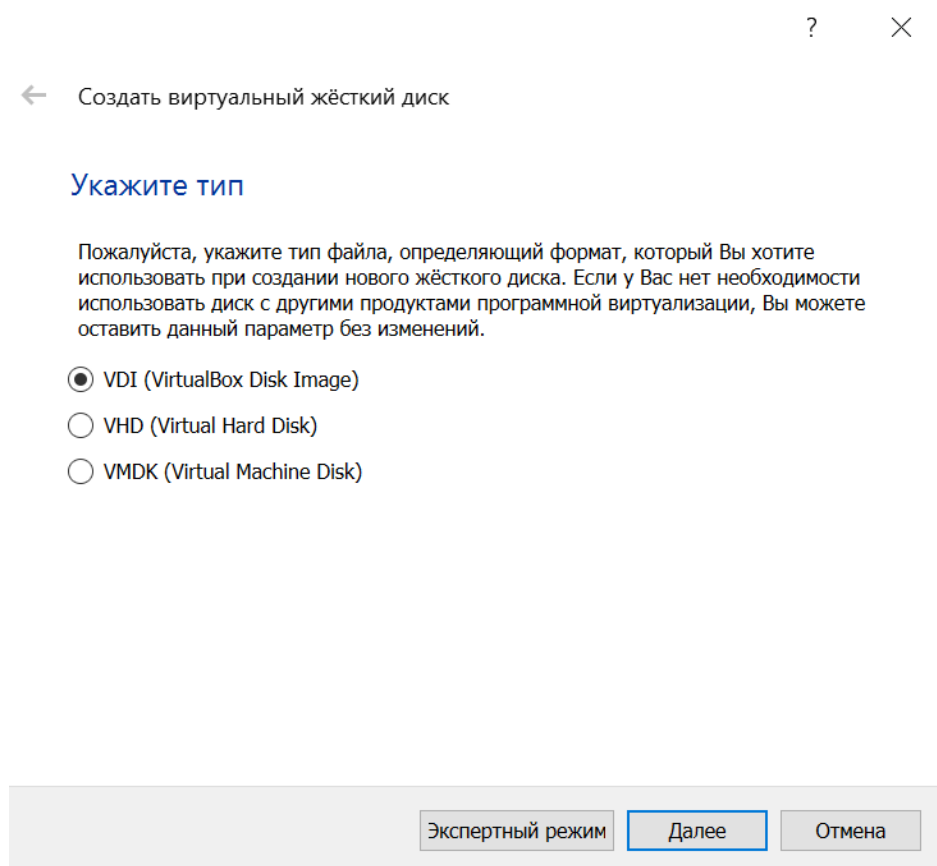 ?
Создать виртуальный жёсткий диск
Укажите тип
Пожалуйста, укажите тип файла, определяющий формат, который Вы хотите
использовать при создании нового жёсткого диска. Если у Вас нет необходимости
использовать диск с другими продуктами программной виртуализации, Вы можете
оставить данный параметр без изменений.
VDI (VirtualBox Disk Image)
VHD (Virtual Hard Disk)
VMDK (Virtual Machine Disk)
Экспертный режим Далее Отмена